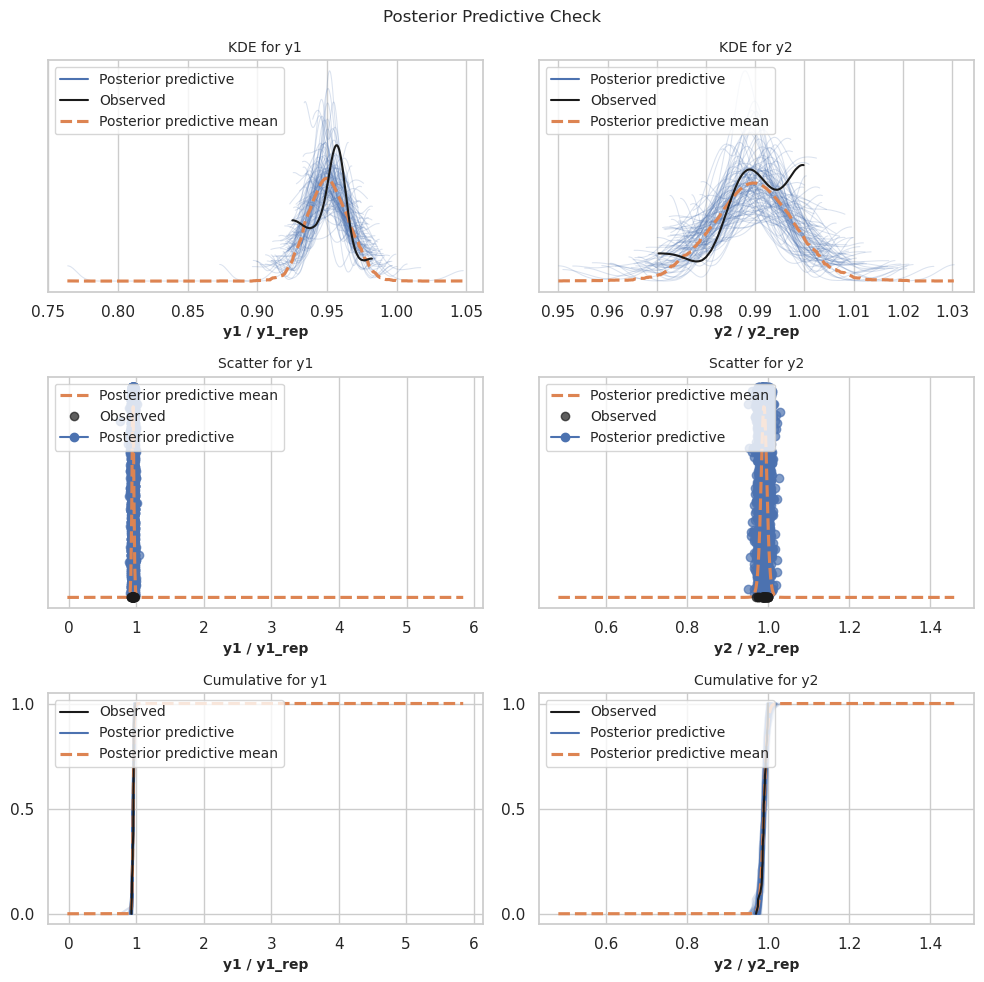 Posterior Predictive Check
KDE for y1
Posterior predictive
Observed
Posterior predictive mean
0.75 0.80 0.85 0.90 0.95 1.00 1.05
y1 / y1_rep
KDE for y2
Posterior predictive
Observed
Posterior predictive mean
0.95 0.96 0.97 0.98 0.99 1.00 1.01 1.02 1.03
y2 / y2_rep
Scatter for y1
Posterior predictive mean
Observed
Posterior predictive
0 1 2 3 4 5 6
y1 / y1_rep
Scatter for y2
Posterior predictive mean
Observed
Posterior predictive
0.6 0.8 1.0 1.2 1.4
y2 / y2_rep
Cumulative for y1
1.0
0.5
0.0
Observed
Posterior predictive
Posterior predictive mean
0 1 2 3 4 5 6
y1 / y1_rep
Cumulative for y2
1.0
0.5
0.0
Observed
Posterior predictive
Posterior predictive mean
0.6 0.8 1.0 1.2 1.4
y2 / y2_rep